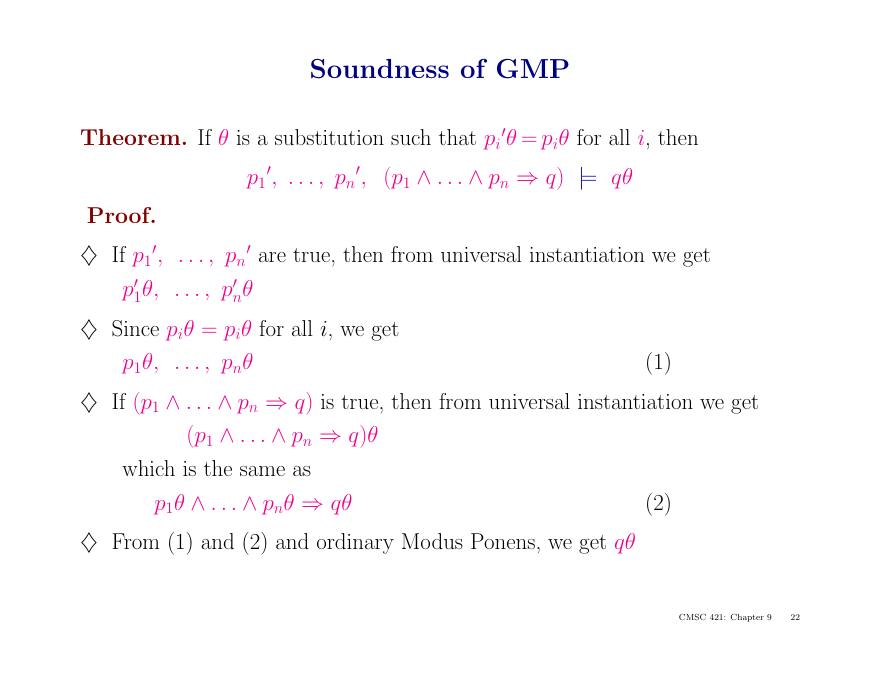 Soundness of GMP
Theorem. If θ is a substitution such that pᵢ′θ = pᵢθ for all i, then
p₁′, …, pₙ′, (p₁ ∧ … ∧ pₙ ⇒ q) ⊨ qθ
Proof.
♢ If p₁′, …, pₙ′ are true, then from universal instantiation we get
p′₁θ, …, p′ₙθ
♢ Since pᵢθ = pᵢθ for all i, we get
p₁θ, …, pₙθ (1)
♢ If (p₁ ∧ … ∧ pₙ ⇒ q) is true, then from universal instantiation we get
(p₁ ∧ … ∧ pₙ ⇒ q)θ
which is the same as
p₁θ ∧ … ∧ pₙθ ⇒ qθ (2)
♢ From (1) and (2) and ordinary Modus Ponens, we get qθ
CMSC 421: Chapter 9 22